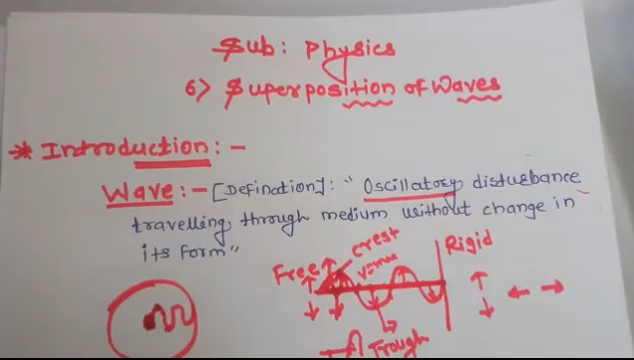 Sub: Physics
6) Superposition of Waves
* Introduction: -
Wave: - [Defination]: " Oscillatory disturbance
travelling through medium without change in
its form"
crest
Rigid
Free
Trough